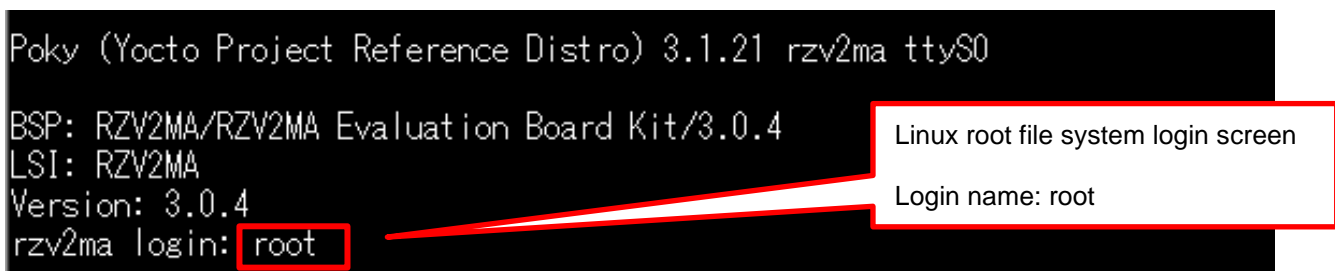 Poky (Yocto Project Reference Distro) 3.1.21 rzv2ma ttyS0
BSP: RZV2MA/RZV2MA Evaluation Board Kit/3.0.4
LSI: RZV2MA
Version: 3.0.4
rzv2ma login: root
Linux root file system login screen
Login name: root